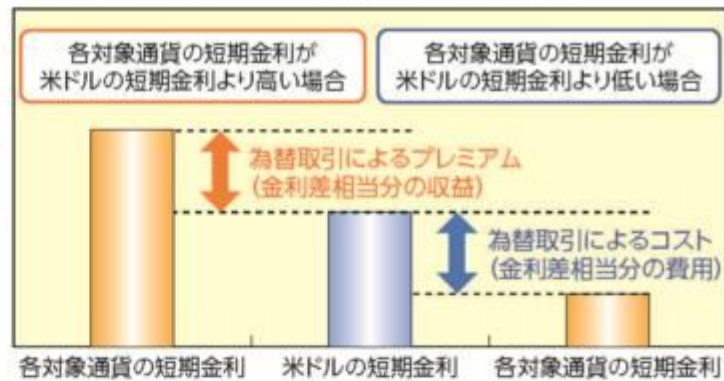 各対象通貨の短期金利が
米ドルの短期金利より高い場合
各対象通貨の短期金利が
米ドルの短期金利より低い場合
為替取引によるプレミアム
(金利差相当分の収益)
為替取引によるコスト
(金利差相当分の費用)
各対象通貨の短期金利
米ドルの短期金利
各対象通貨の短期金利